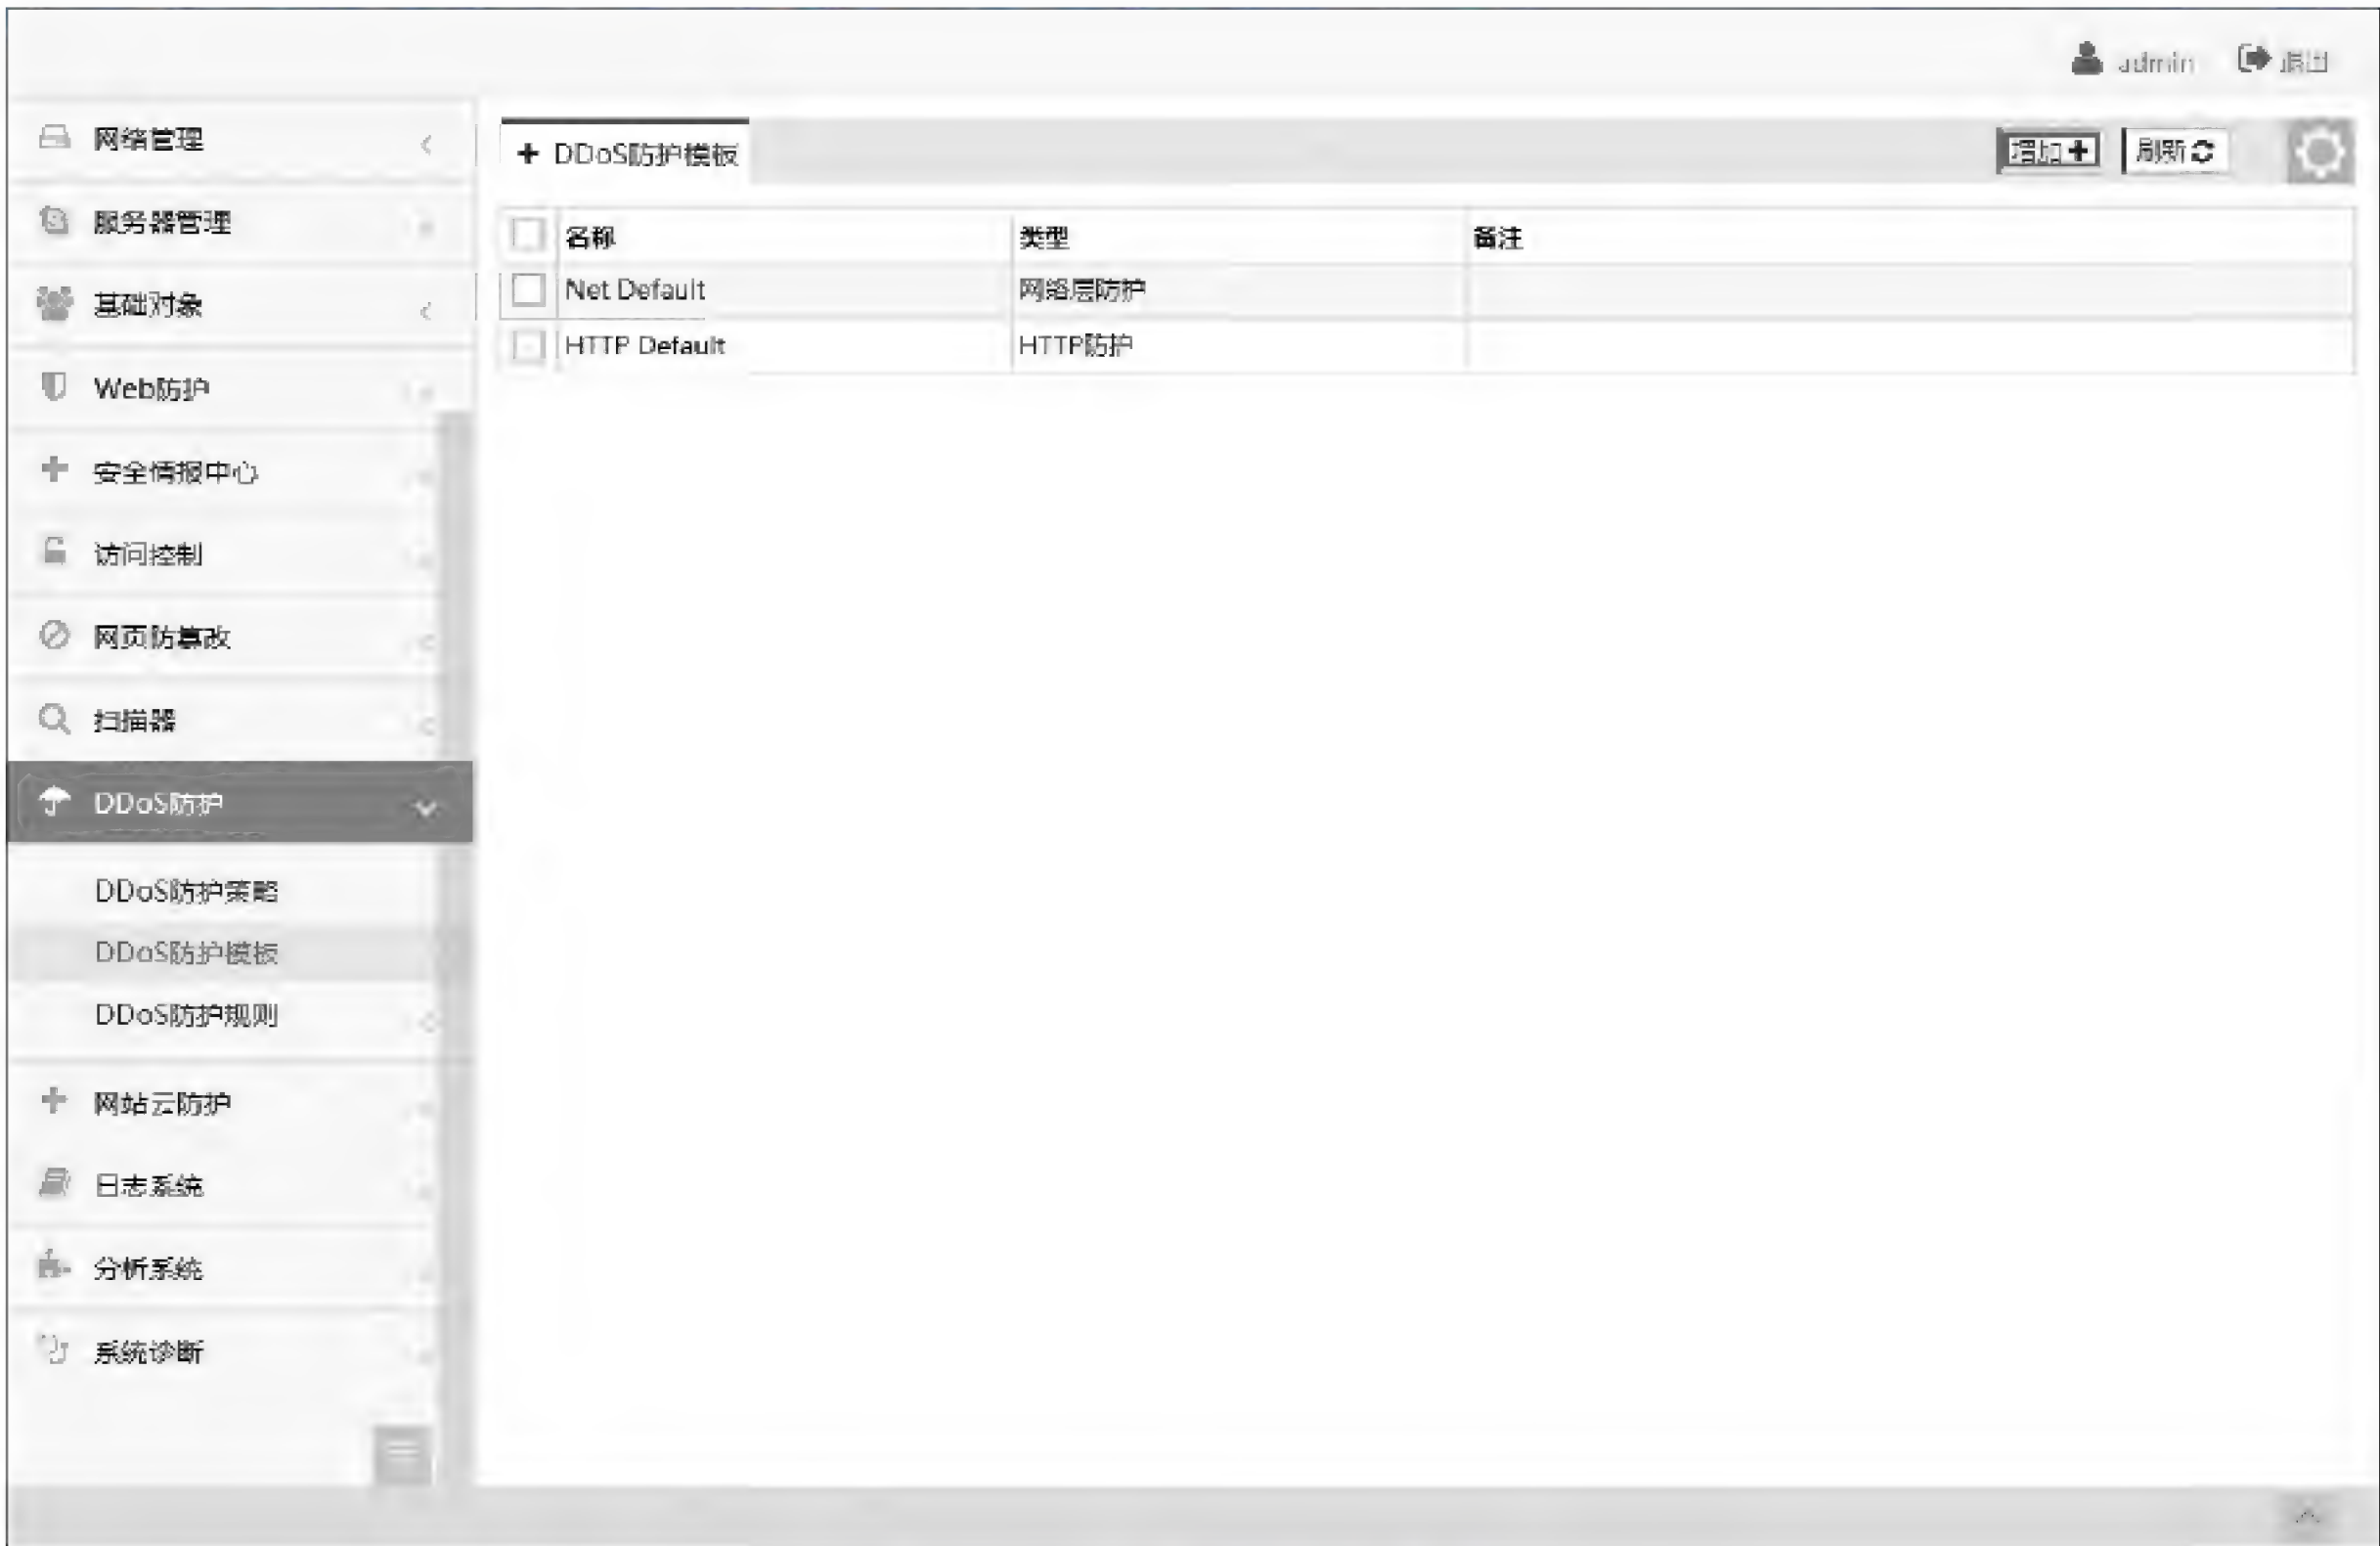 admin 退出
网络管理
服务器管理
基础对象
Web防护
安全情报中心
访问控制
网页防篡改
扫描器
DDoS防护
DDoS防护策略
DDoS防护模板
DDoS防护规则
网站云防护
日志系统
分析系统
系统诊断
DDoS防护模板 增加 刷新
名称 类型 备注
Net Default 网络层防护
HTTP Default HTTP防护